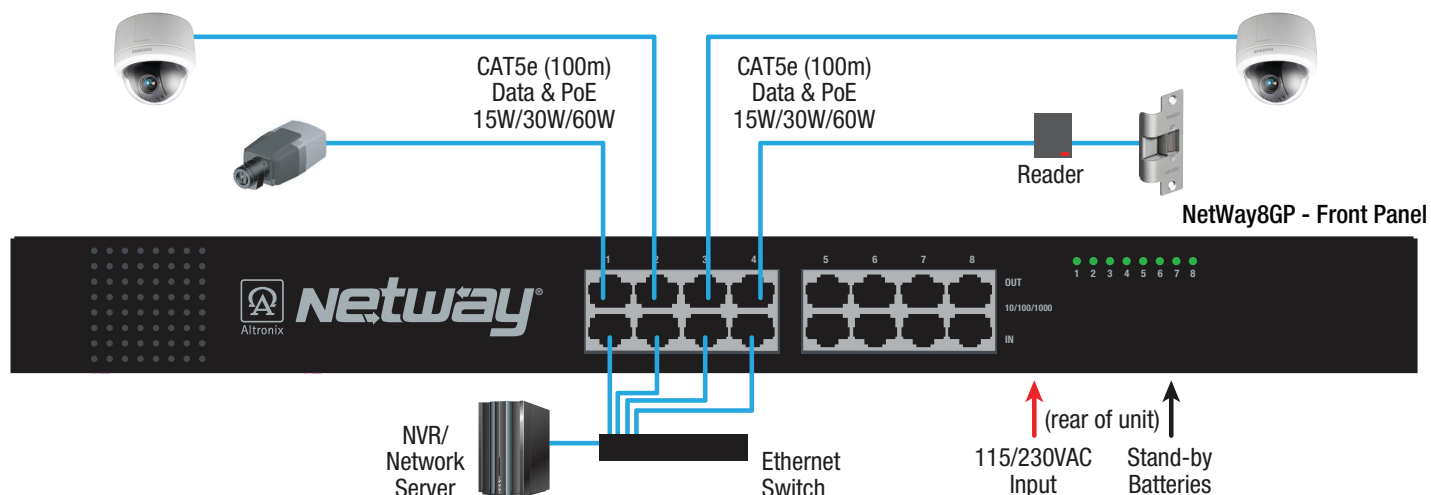 CAT5e (100m)
Data & PoE
15W/30W/60W
CAT5e (100m)
Data & PoE
15W/30W/60W
Reader
NetWay8GP - Front Panel
1 2 3 4 5 6 7 8
OUT
10/100/1000
IN
1 2 3 4 5 6 7 8
Altronix
Netway®
NVR/
Network
Server
Ethernet
Switch
(rear of unit)
115/230VAC
Input
Stand-by
Batteries